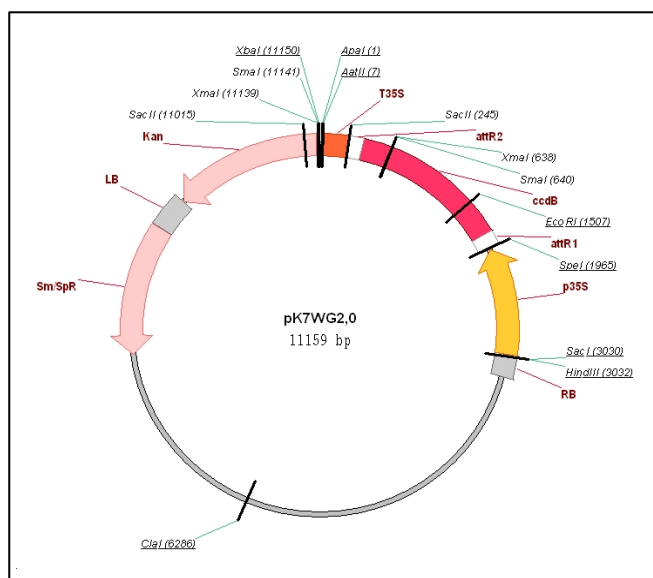 XbaI (11150)
ApaI (1)
SmaI (11141)
AatII (7)
XmaI (11139)
T35S
SacII (11015)
SacII (245)
Kan
attR2
XmaI (638)
SmaI (640)
LB
ccdB
EcoRI (1507)
attR1
SpeI (1965)
Sm/SpR
p35S
pK7WG2,0
11159 bp
SacI (3030)
HindIII (3032)
RB
ClaI (6286)